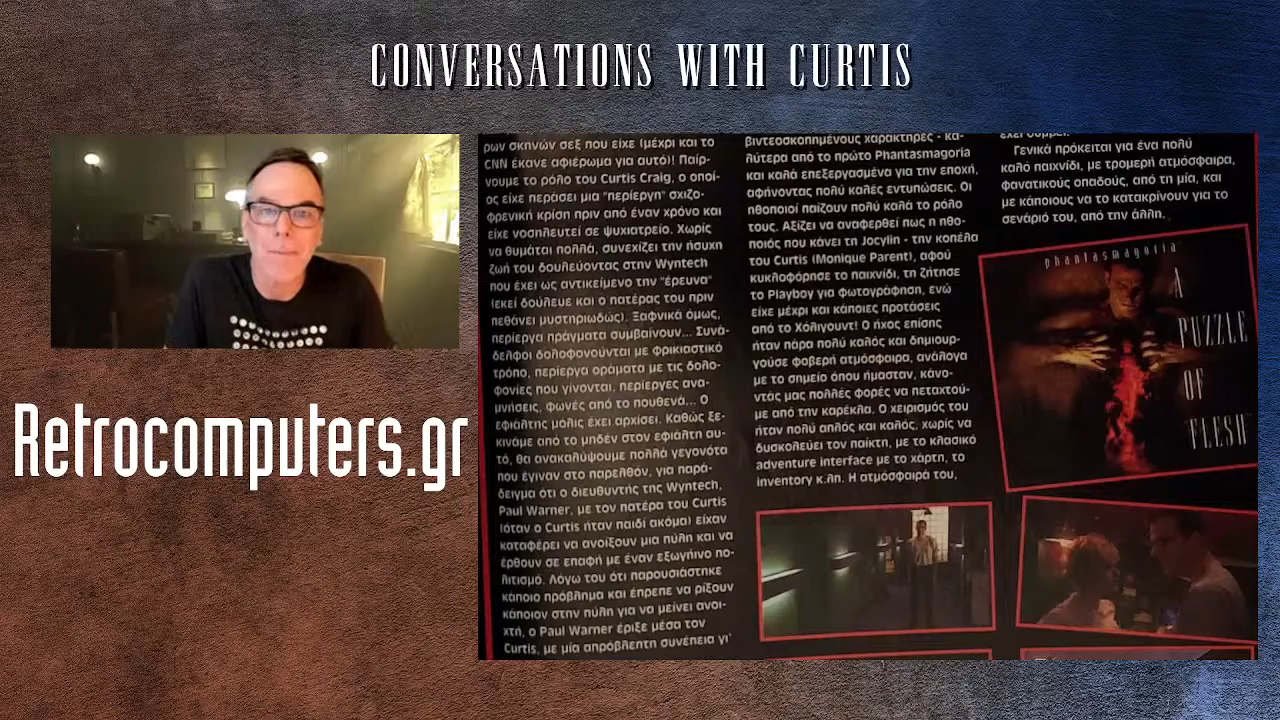 CONVERSATIONS WITH CURTIS
Retrocomputers.gr
ρων σκηνών σεξ που είχε (μέχρι και το
CNN έκανε αφιέρωμα για αυτό)! Παίρ-
νουμε το ρόλο του Curtis Craig, ο οποί-
ος είχε περάσει μια "περίεργη" σχιζο-
φρενική κρίση πριν από έναν χρόνο και
είχε νοσηλευτεί σε ψυχιατρείο. Χωρίς
να θυμάται πολλά, συνεχίζει την ήσυχη
ζωή του δουλεύοντας στην Wyntech
που έχει ως αντικείμενο την "έρευνα"
(εκεί δούλευε και ο πατέρας του πριν
πεθάνει μυστηριωδώς). Ξαφνικά όμως,
περίεργα πράγματα συμβαίνουν... Συνά-
δελφοι δολοφονούνται με φρικιαστικό
τρόπο, περίεργα οράματα με τις δολο-
φονίες που γίνονται, περίεργες ανα-
μνήσεις, φωνές από το πουθενά... Ο
εφιάλτης μόλις έχει αρχίσει. Καθώς ξε-
κινάμε από το μηδέν στον εφιάλτη αυ-
τό, θα ανακαλύψουμε πολλά γεγονότα
που έγιναν στο παρελθόν, για παρά-
δειγμα ότι ο διευθυντής της Wyntech,
Paul Warner, με τον πατέρα του Curtis
(όταν ο Curtis ήταν παιδί ακόμα) είχαν
καταφέρει να ανοίξουν μια πύλη και να
έρθουν σε επαφή με έναν εξωγήινο πο-
λιτισμό. Λόγω του ότι παρουσιάστηκε
κάποιο πρόβλημα και έπρεπε να ρίξουν
κάποιον στην πύλη για να μείνει ανοι-
χτή, ο Paul Warner έριξε μέσα τον
Curtis, με μία απρόβλεπτη συνέπεια γι'
βιντεοσκοπημένους χαρακτήρες - κα-
λύτερα από το πρώτο Phantasmagoria
και καλά επεξεργασμένα για την εποχή,
αφήνοντας πολύ καλές εντυπώσεις. Οι
ηθοποιοί παίζουν πολύ καλά το ρόλο
τους. Αξίζει να αναφερθεί πως η ηθο-
ποιός που κάνει τη Jocylin - την κοπέλα
του Curtis (Monique Parent), αφού
κυκλοφόρησε το παιχνίδι, τη ζήτησε
το Playboy για φωτογράφηση, ενώ
είχε μέχρι και κάποιες προτάσεις
από το Χόλιγουντ! Ο ήχος επίσης
ήταν πάρα πολύ καλός και δημιουρ-
γούσε φοβερή ατμόσφαιρα, ανάλογα
με το σημείο όπου ήμασταν, κάνο-
ντάς μας πολλές φορές να πεταχτού-
με από την καρέκλα. Ο χειρισμός του
ήταν πολύ απλός και καλός, χωρίς να
δυσκολεύει τον παίκτη, με το κλασικό
adventure interface με το χάρτη, το
inventory κ.λπ. Η ατμόσφαιρά του,
έχει συμβεί.
Γενικά πρόκειται για ένα πολύ
καλό παιχνίδι, με τρομερή ατμόσφαιρα,
φανατικούς οπαδούς, από τη μία, και
με κάποιους να το κατακρίνουν για το
σενάριό του, από την άλλη.
phantasmagoria
A
PUZZLE
OF
FLESH